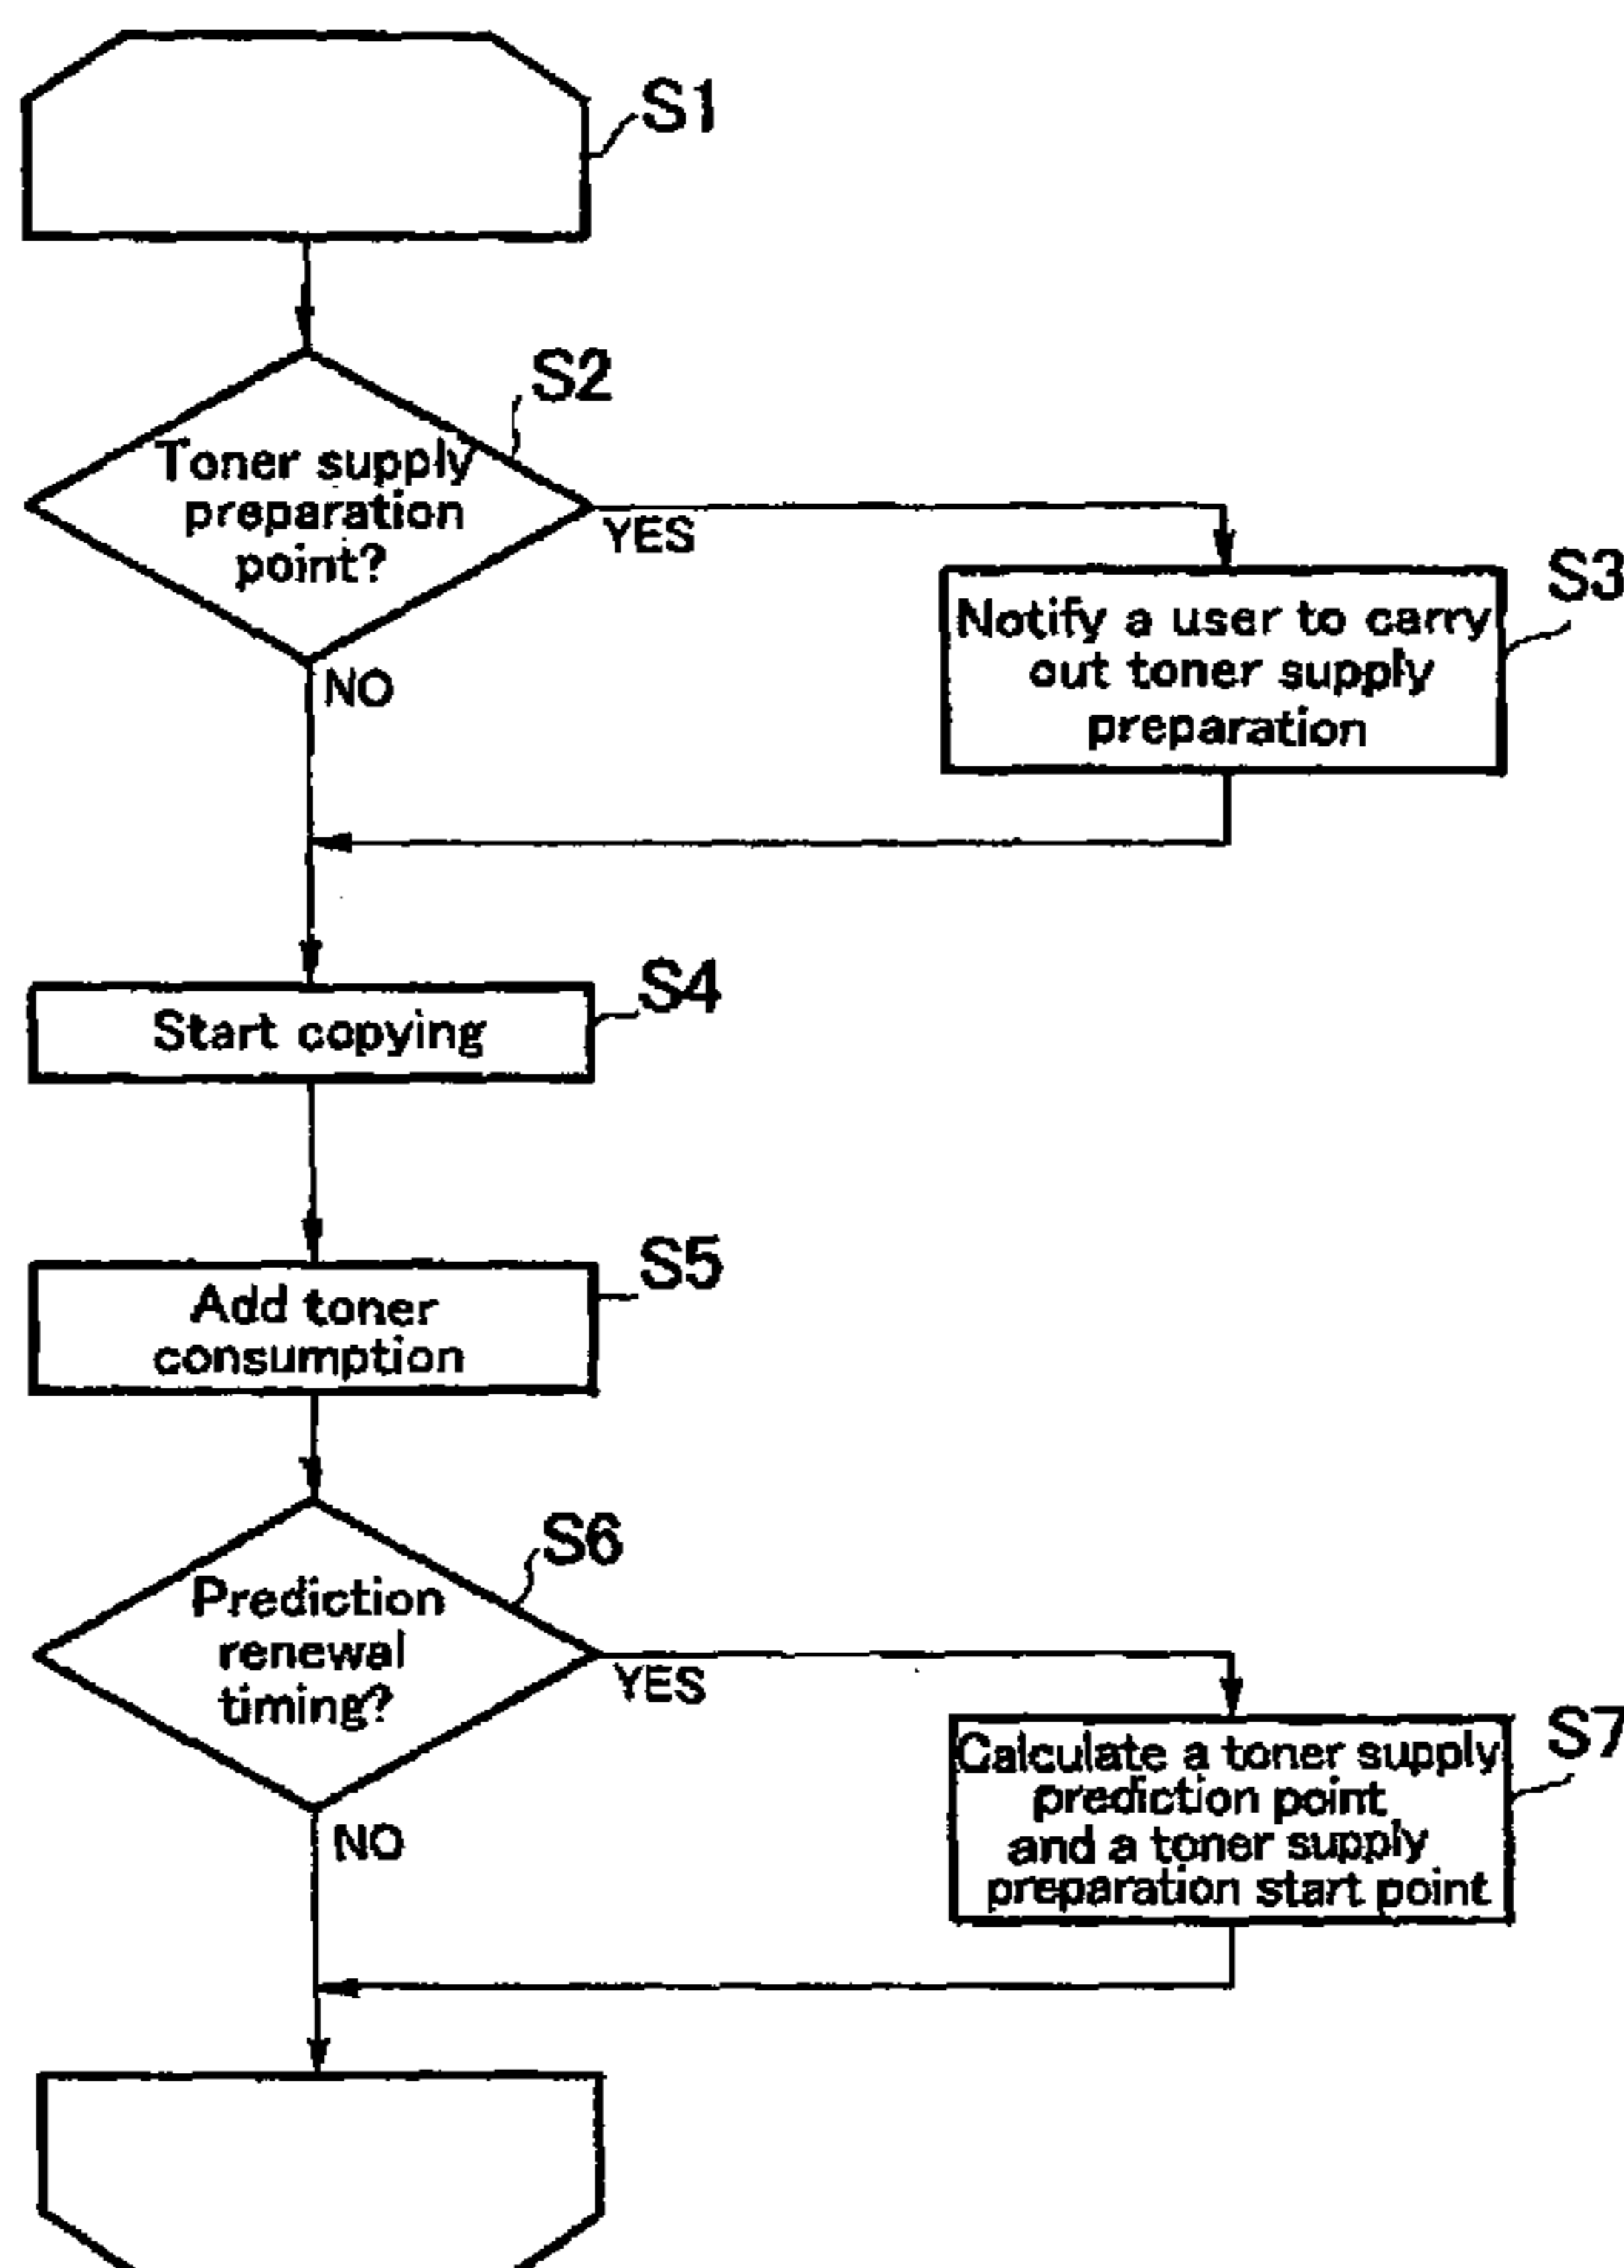 S1
S2
Toner supply
preparation
point?
YES
NO
S3
Notify a user to carry
out toner supply
preparation
S4
Start copying
S5
Add toner
consumption
S6
Prediction
renewal
timing?
YES
NO
S7
Calculate a toner supply
prediction point
and a toner supply
preparation start point